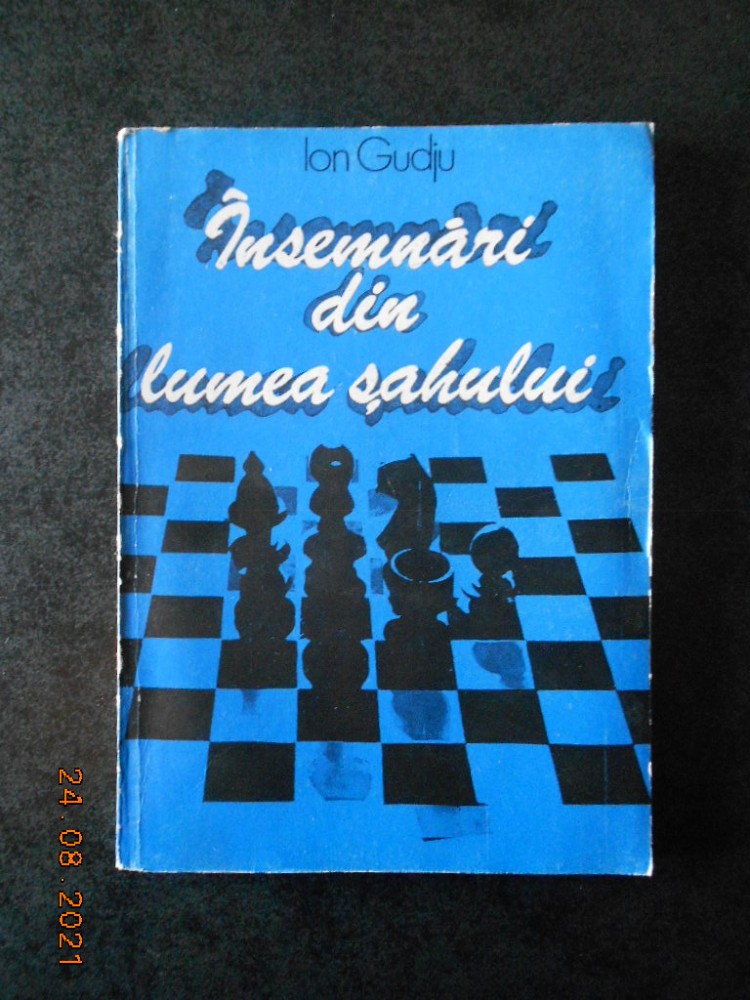 Ion Gudju
Însemnări
din
lumea șahului
24.08.2021